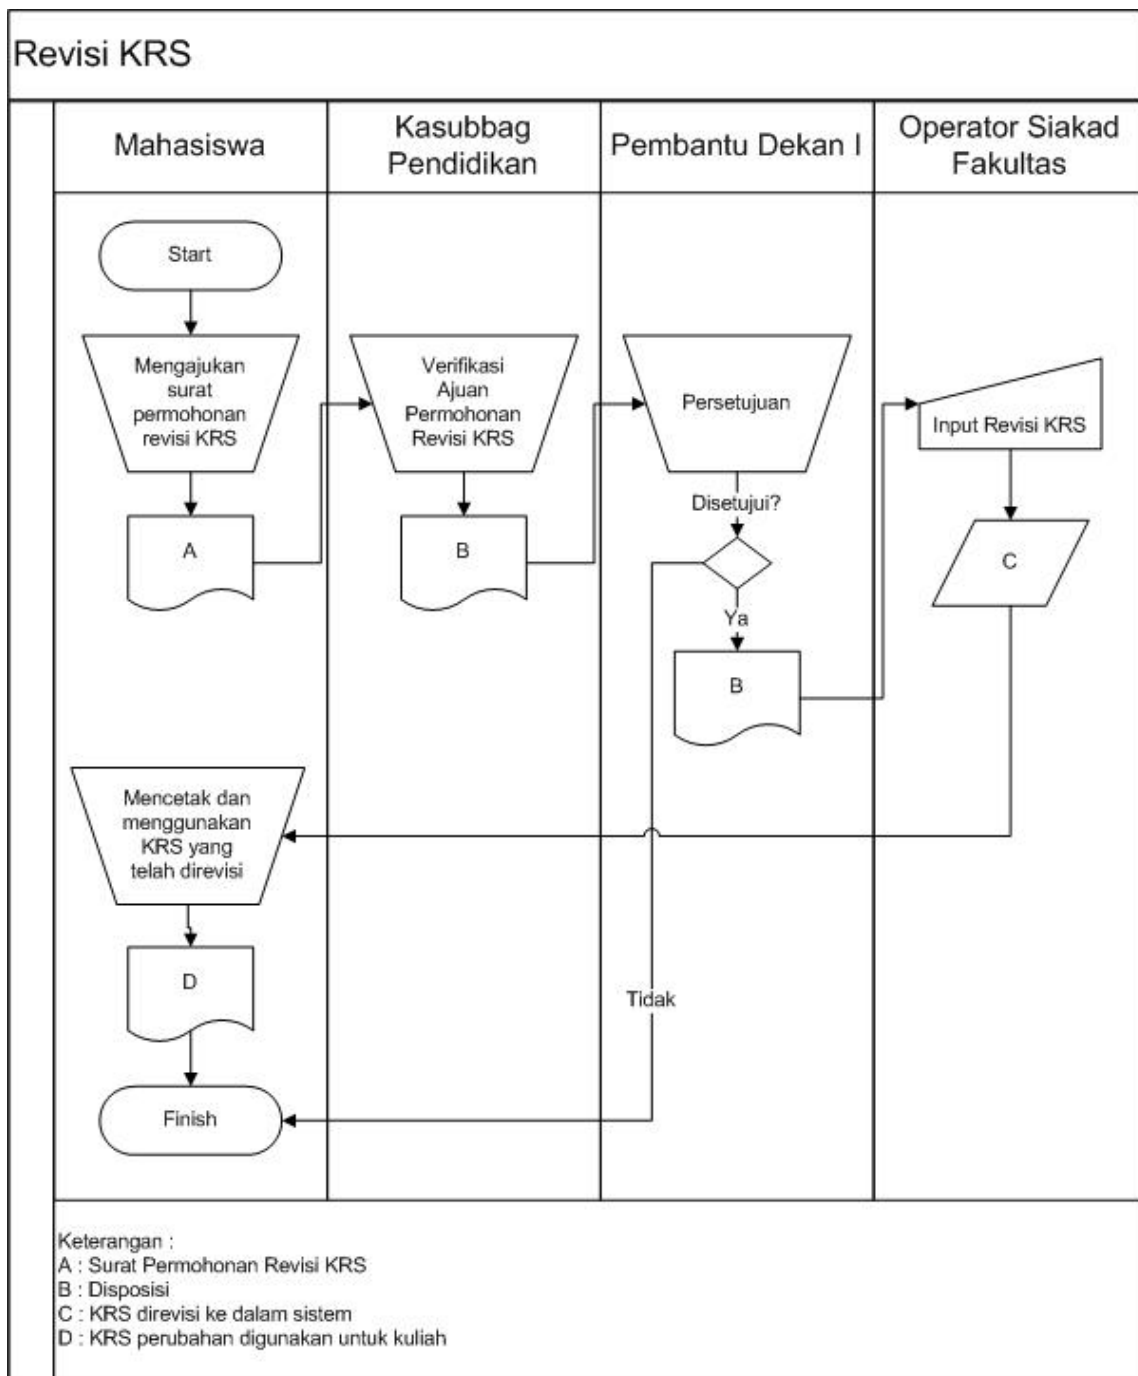 Revisi KRS
Mahasiswa
Kasubbag
Pendidikan
Pembantu Dekan I
Operator Siakad
Fakultas
Start
Mengajukan
surat
permohonan
revisi KRS
Verifikasi
Ajuan
Permohonan
Revisi KRS
Persetujuan
Input Revisi KRS
A
B
Disetujui?
C
Ya
B
Mencetak dan
menggunakan
KRS yang
telah direvisi
D
Tidak
Finish
Keterangan :
A : Surat Permohonan Revisi KRS
B : Disposisi
C : KRS direvisi ke dalam sistem
D : KRS perubahan digunakan untuk kuliah